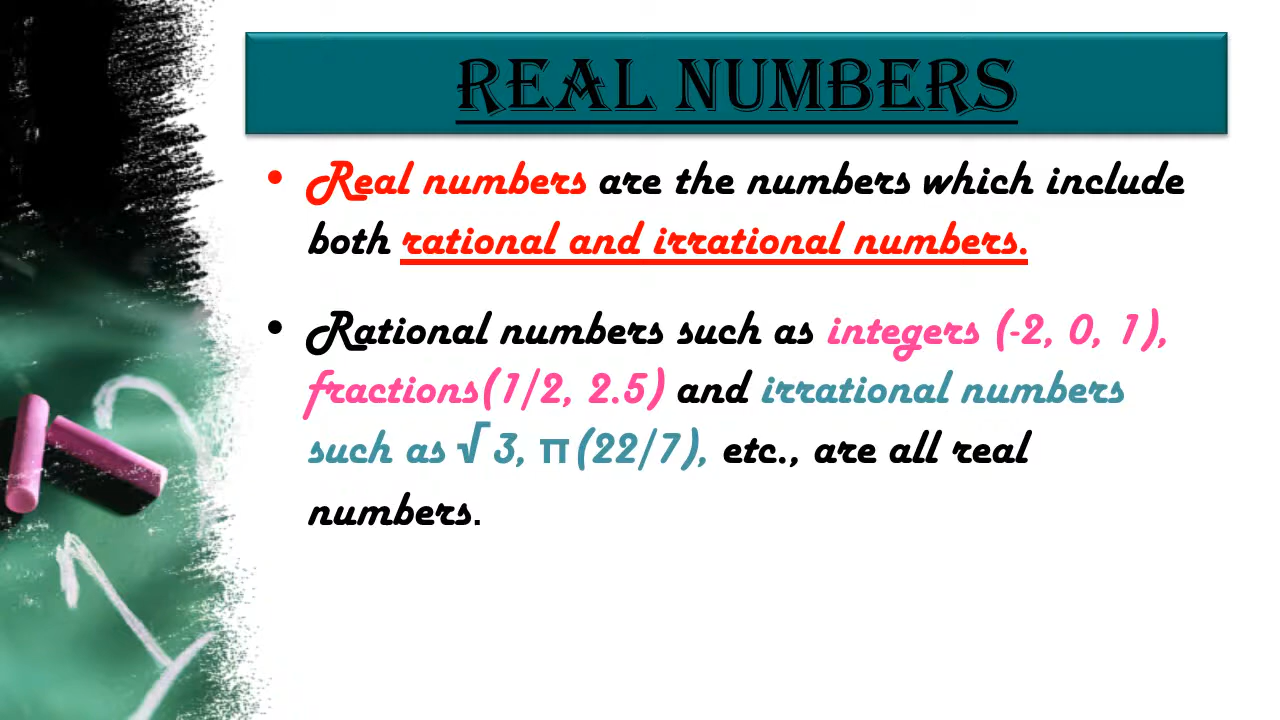 REAL NUMBERS
• Real numbers are the numbers which include
both rational and irrational numbers.
• Rational numbers such as integers (-2, 0, 1),
fractions(1/2, 2.5) and irrational numbers
such as √3, π(22/7), etc., are all real
numbers.